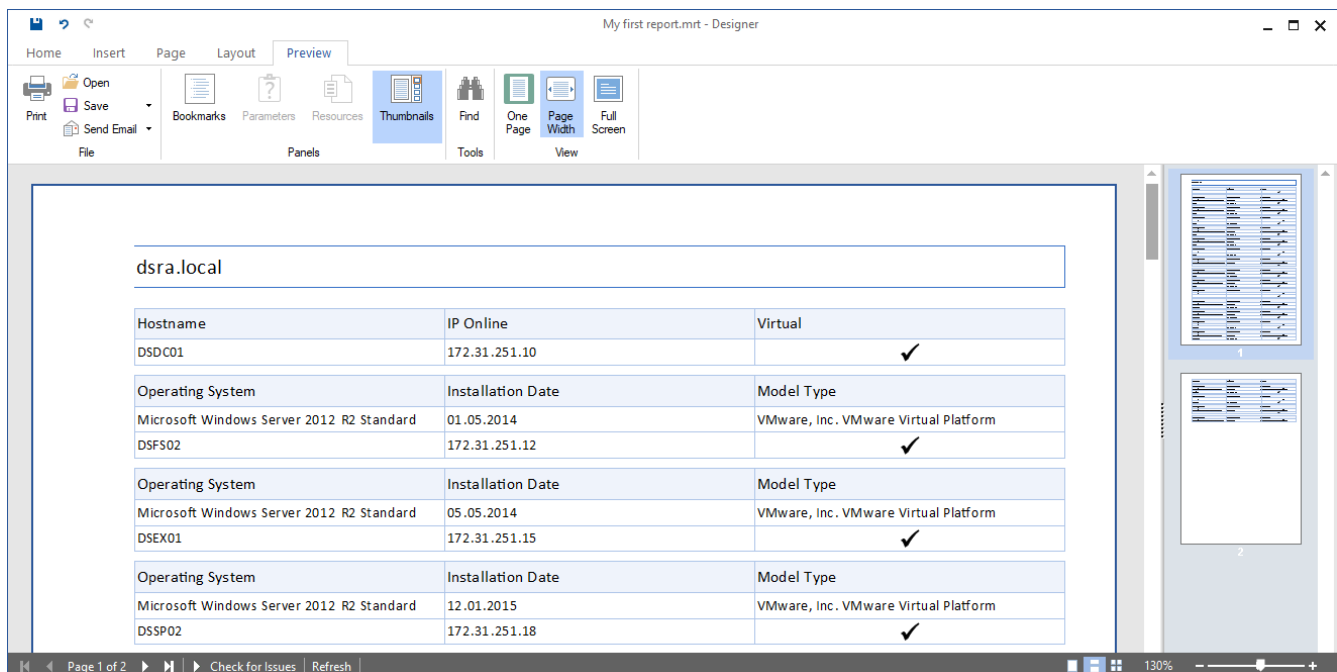 My first report.mrt - Designer
Home Insert Page Layout Preview
Print
Open
Save
Send Email
File
Bookmarks Parameters Resources Thumbnails
Panels
Find
Tools
One Page Page Width Full Screen
View
dsra.local
Hostname IP Online Virtual
DSDC01 172.31.251.10
Operating System Installation Date Model Type
Microsoft Windows Server 2012 R2 Standard 01.05.2014 VMware, Inc. VMware Virtual Platform
DSFS02 172.31.251.12
Operating System Installation Date Model Type
Microsoft Windows Server 2012 R2 Standard 05.05.2014 VMware, Inc. VMware Virtual Platform
DSEX01 172.31.251.15
Operating System Installation Date Model Type
Microsoft Windows Server 2012 R2 Standard 12.01.2015 VMware, Inc. VMware Virtual Platform
DSSP02 172.31.251.18
1
2
Page 1 of 2 Check for Issues Refresh 130%